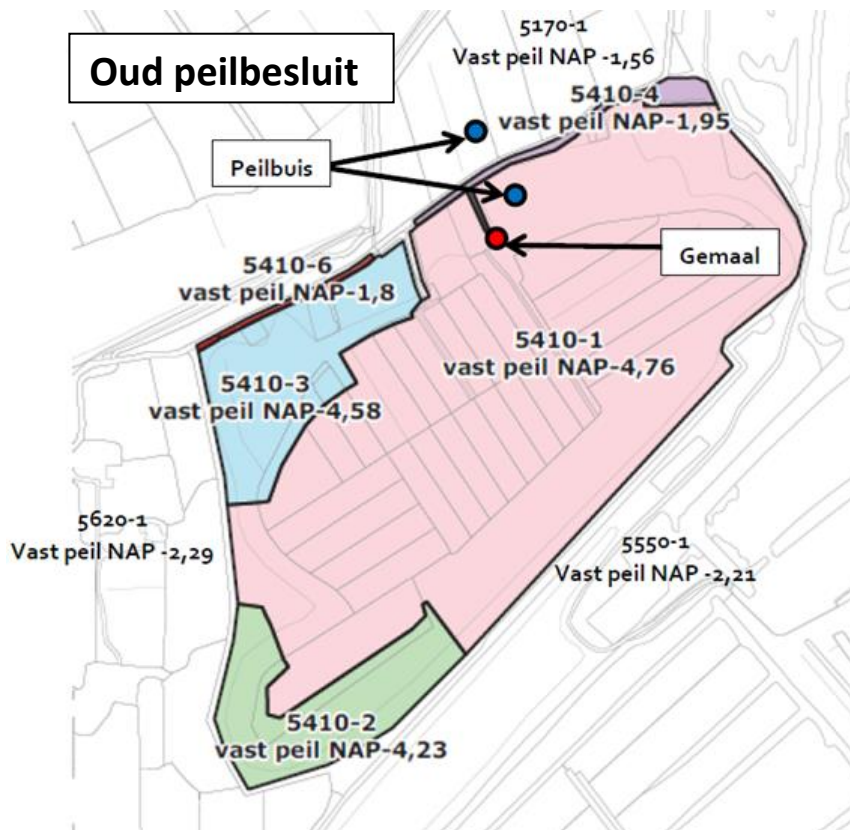 Oud peilbesluit
5170-1
Vast peil NAP -1,56
5410-4
vast peil NAP-1,95
Peilbuis
Gemaal
5410-6
vast peil NAP-1,8
5410-1
vast peil NAP-4,76
5410-3
vast peil NAP-4,58
5620-1
Vast peil NAP -2,29
5550-1
Vast peil NAP -2,21
5410-2
vast peil NAP-4,23